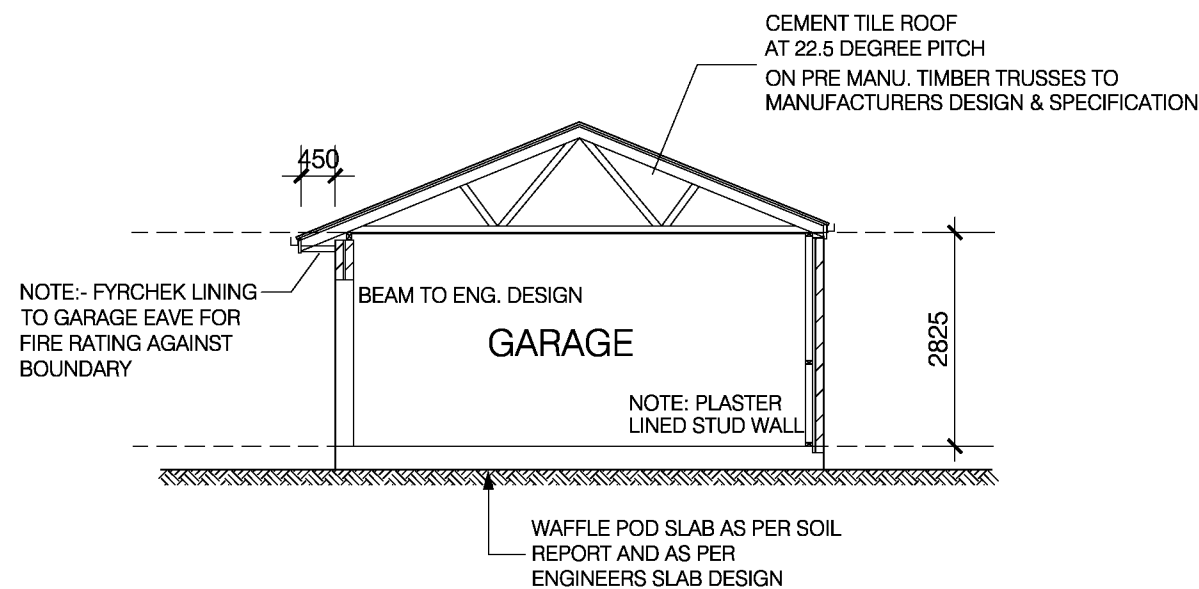 CEMENT TILE ROOF
AT 22.5 DEGREE PITCH
ON PRE MANU. TIMBER TRUSSES TO
MANUFACTURERS DESIGN & SPECIFICATION
450
NOTE:- FYRCHEK LINING
TO GARAGE EAVE FOR
FIRE RATING AGAINST
BOUNDARY
BEAM TO ENG. DESIGN
GARAGE
2825
NOTE: PLASTER
LINED STUD WALL
WAFFLE POD SLAB AS PER SOIL
REPORT AND AS PER
ENGINEERS SLAB DESIGN